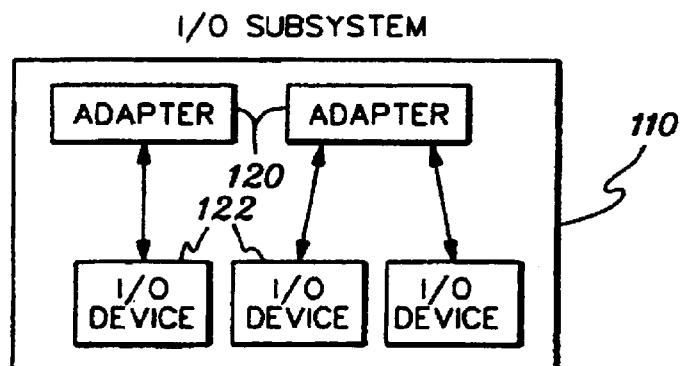 I/O SUBSYSTEM
ADAPTER
ADAPTER
110
120
122
I/O
DEVICE
I/O
DEVICE
I/O
DEVICE